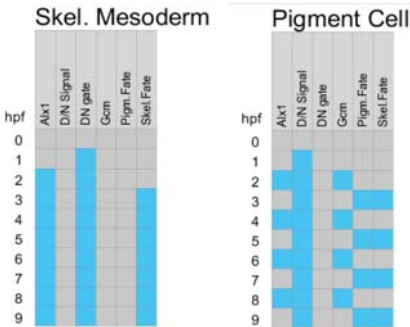 Skel. Mesoderm
hpf
Alx1
D/N Signal
DN gate
Gcm
Pigm. Fate
Skel. Fate
0
1
2
3
4
5
6
7
8
9
Pigment Cell
hpf
Alx1
D/N Signal
DN gate
Gcm
Pigm. Fate
Skel. Fate
0
1
2
3
4
5
6
7
8
9